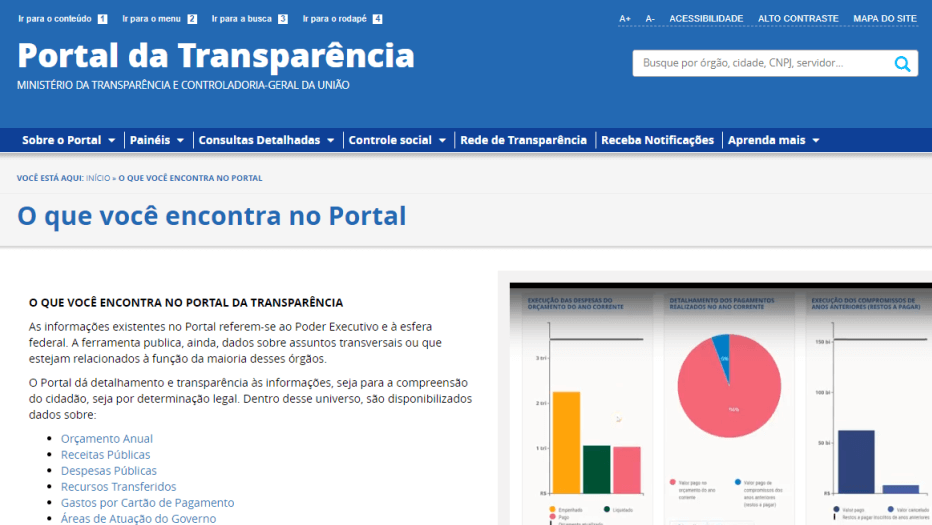 Ir para o conteúdo 1 Ir para o menu 2 Ir para a busca 3 Ir para o rodapé 4
A+ A- ACESSIBILIDADE ALTO CONTRASTE MAPA DO SITE
Portal da Transparência
MINISTÉRIO DA TRANSPARÊNCIA E CONTROLADORIA-GERAL DA UNIÃO
Busque por órgão, cidade, CNPJ, servidor...
Sobre o Portal Painéis Consultas Detalhadas Controle social Rede de Transparência Receba Notificações Aprenda mais
VOCÊ ESTÁ AQUI: INÍCIO » O QUE VOCÊ ENCONTRA NO PORTAL
O que você encontra no Portal
O QUE VOCÊ ENCONTRA NO PORTAL DA TRANSPARÊNCIA
As informações existentes no Portal referem-se ao Poder Executivo e à esfera
federal. A ferramenta publica, ainda, dados sobre assuntos transversais ou que
estejam relacionados à função da maioria desses órgãos.
O Portal dá detalhamento e transparência às informações, seja para a compreensão
do cidadão, seja por determinação legal. Dentro desse universo, são disponibilizados
dados sobre:
Orçamento Anual
Receitas Públicas
Despesas Públicas
Recursos Transferidos
Gastos por Cartão de Pagamento
Áreas de Atuação do Governo
EXECUÇÃO DAS DESPESAS DO
ORÇAMENTO DO ANO CORRENTE
3 tri
2 tri
1 tri
R$
Empenhado Liquidado
Pago
DETALHAMENTO DOS PAGAMENTOS
REALIZADOS NO ANO CORRENTE
6%
94%
Valor pago no
orçamento do ano
corrente
Valor pago de
compromissos dos
anos anteriores
(restos a pagar)
EXECUÇÃO DOS COMPROMISSOS DE
ANOS ANTERIORES (RESTOS A PAGAR)
150 bi
100 bi
50 bi
R$
Valor pago Valor cancelado
Restos a pagar inscritos de anos anteriores